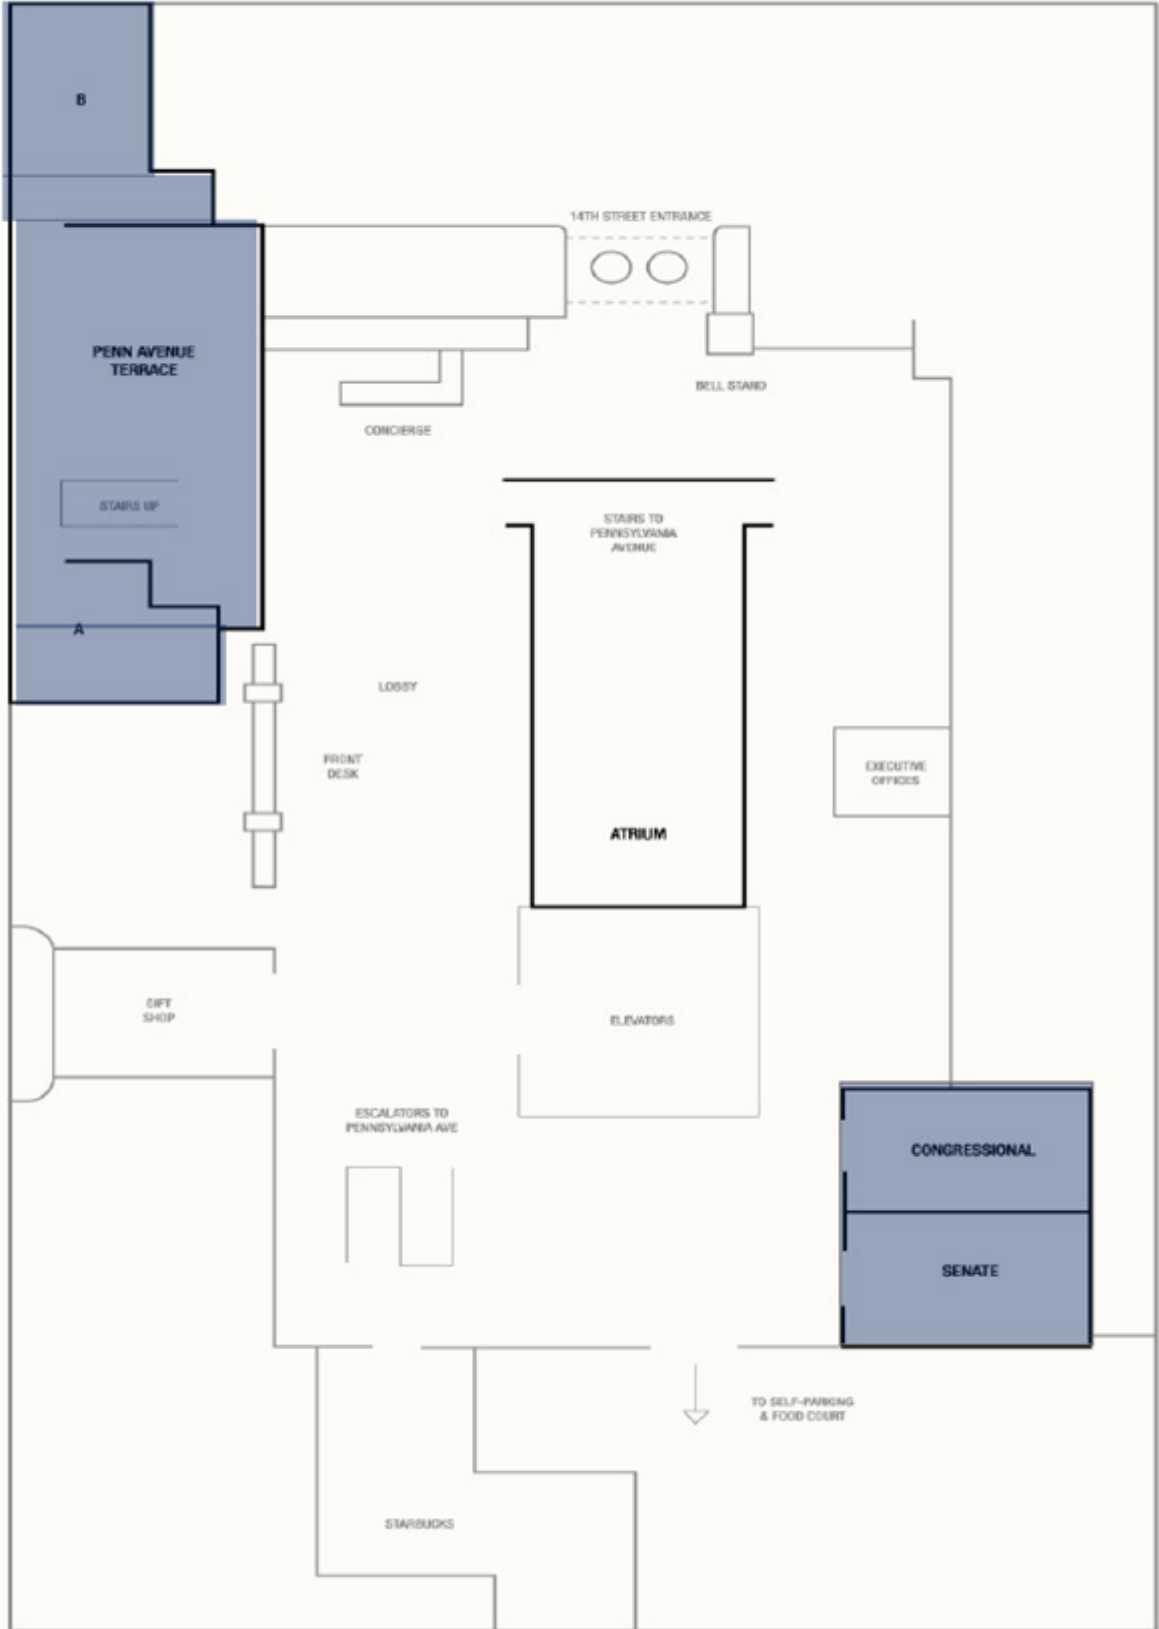 B
14TH STREET ENTRANCE
PENN AVENUE
TERRACE
BELL STAND
CONCIERGE
STAIRS UP
STAIRS TO
PENNSYLVANIA
AVENUE
A
LOBBY
FRONT
DESK
EXECUTIVE
OFFICES
ATRIUM
GIFT
SHOP
ELEVATORS
ESCALATORS TO
PENNSYLVANIA AVE
CONGRESSIONAL
SENATE
TO SELF-PARKING
& FOOD COURT
STARBUCKS